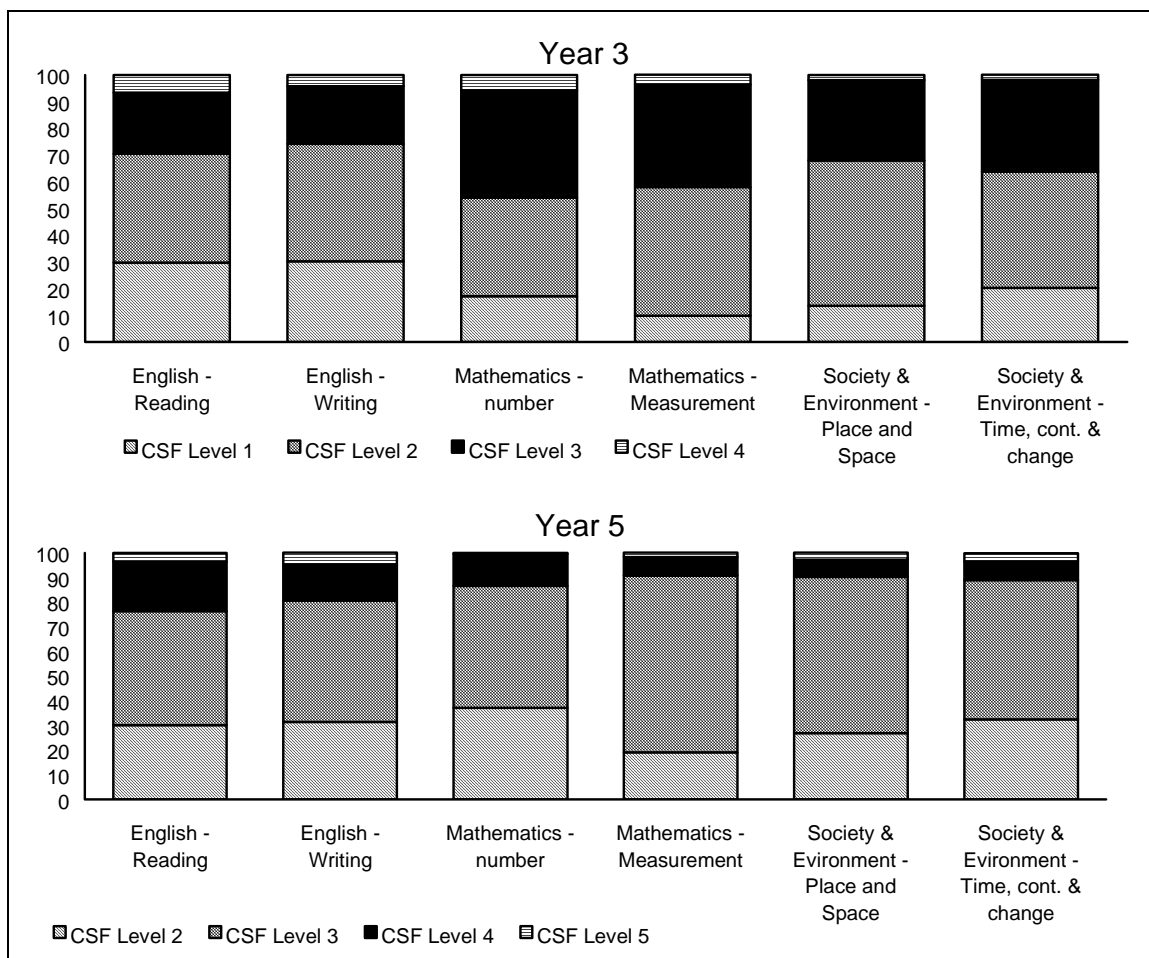 Year 3
100
90
80
70
60
50
40
30
20
10
0
English -
Reading
English -
Writing
Mathematics -
number
Mathematics -
Measurement
Society &
Environment -
Place and
Space
Society &
Environment -
Time, cont. &
change
CSF Level 1
CSF Level 2
CSF Level 3
CSF Level 4
Year 5
100
90
80
70
60
50
40
30
20
10
0
English -
Reading
English -
Writing
Mathematics -
number
Mathematics -
Measurement
Society &
Evironment -
Place and
Space
Society &
Evironment -
Time, cont. &
change
CSF Level 2
CSF Level 3
CSF Level 4
CSF Level 5